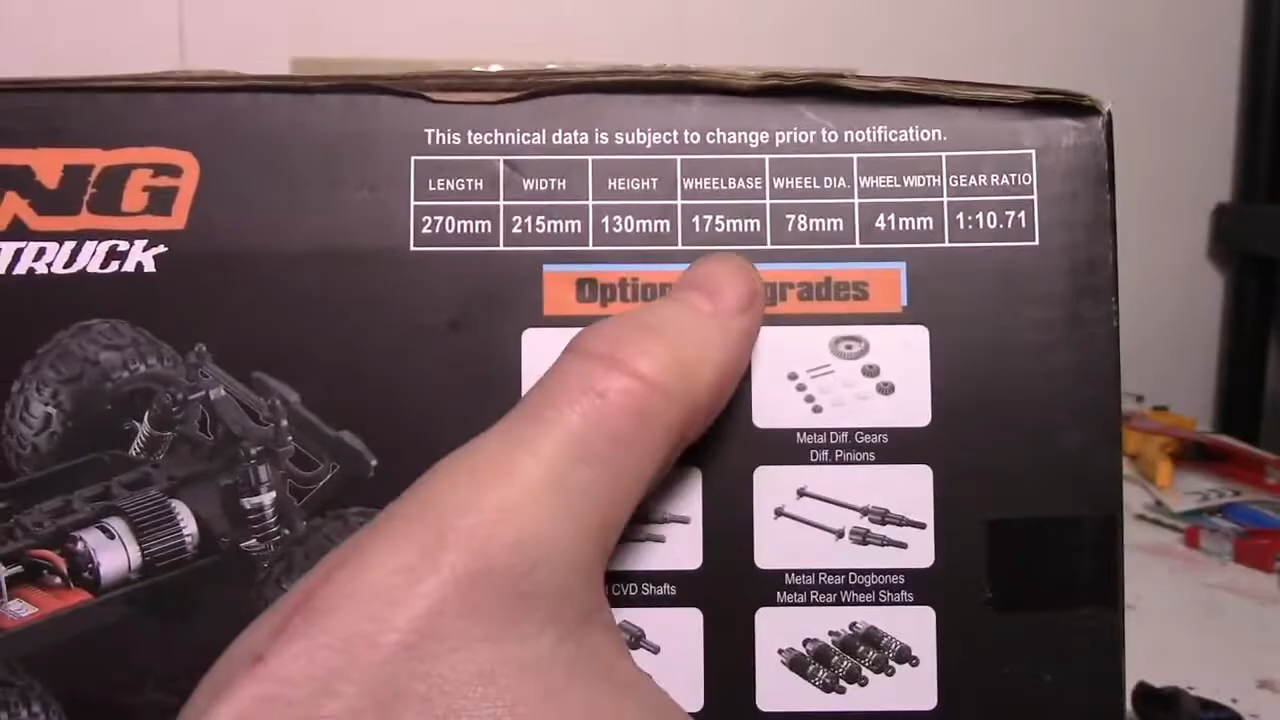 This technical data is subject to change prior to notification.
LENGTH WIDTH HEIGHT WHEELBASE WHEEL DIA. WHEEL WIDTH GEAR RATIO
270mm 215mm 130mm 175mm 78mm 41mm 1:10.71
NG
TRUCK
Option grades
Metal Diff. Gears
Diff. Pinions
CVD Shafts
Metal Rear Dogbones
Metal Rear Wheel Shafts